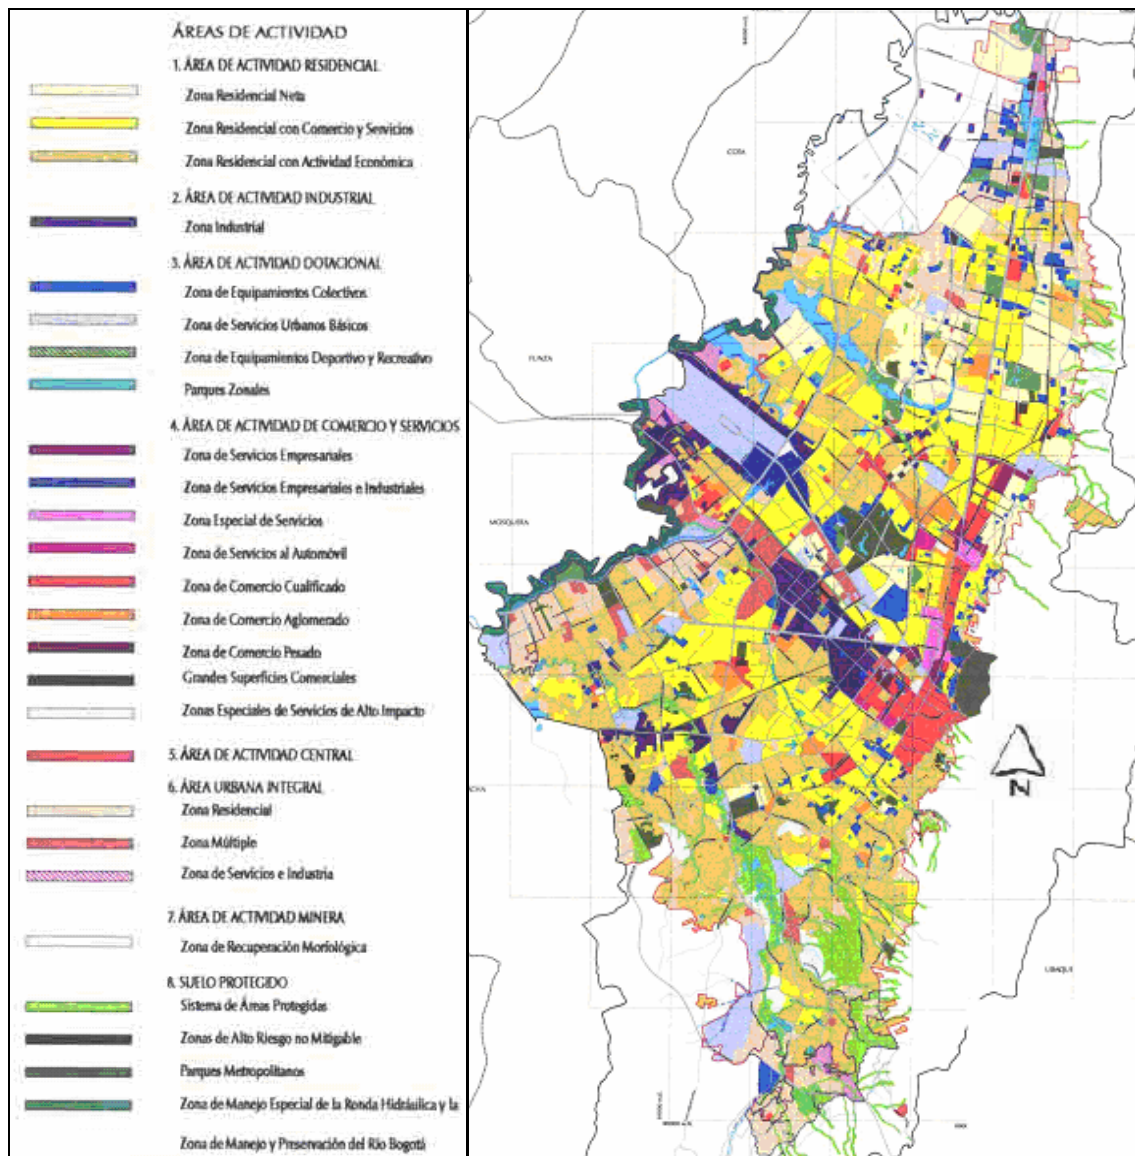 ÁREAS DE ACTIVIDAD
1. ÁREA DE ACTIVIDAD RESIDENCIAL
Zona Residencial Neta
Zona Residencial con Comercio y Servicios
Zona Residencial con Actividad Económica
2. ÁREA DE ACTIVIDAD INDUSTRIAL
Zona Industrial
3. ÁREA DE ACTIVIDAD DOTACIONAL
Zona de Equipamientos Colectivos
Zona de Servicios Urbanos Básicos
Zona de Equipamientos Deportivo y Recreativo
Parques Zonales
4. ÁREA DE ACTIVIDAD DE COMERCIO Y SERVICIOS
Zona de Servicios Empresariales
Zona de Servicios Empresariales e Industriales
Zona Especial de Servicios
Zona de Servicios al Automóvil
Zona de Comercio Cualificado
Zona de Comercio Aglomerado
Zona de Comercio Pesado
Grandes Superficies Comerciales
Zonas Especiales de Servicios de Alto Impacto
5. ÁREA DE ACTIVIDAD CENTRAL
6. ÁREA URBANA INTEGRAL
Zona Residencial
Zona Múltiple
Zona de Servicios e Industria
7. ÁREA DE ACTIVIDAD MINERA
Zona de Recuperación Morfológica
8. SUELO PROTEGIDO
Sistema de Áreas Protegidas
Zonas de Alto Riesgo no Mitigable
Parques Metropolitanos
Zona de Manejo Especial de la Ronda Hidráulica y la
Zona de Manejo y Preservación del Río Bogotá
COTA
FUNZA
MOSQUERA
N
UBAQUE